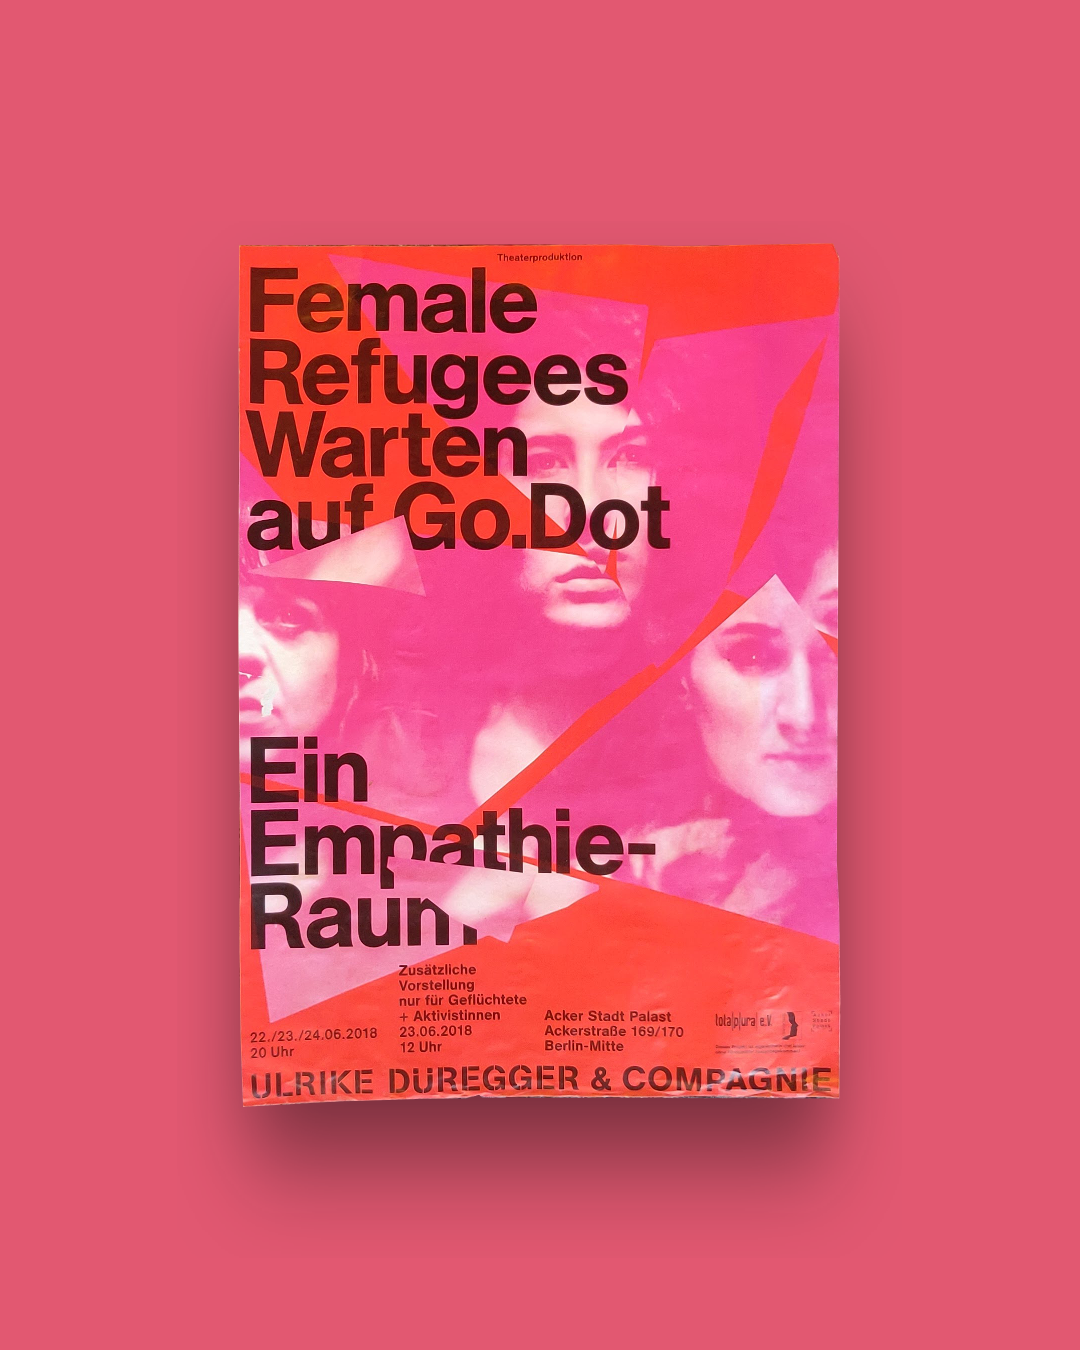 Theaterproduktion
Female
Refugees
Warten
auf Go.Dot
Ein
Empathie-
Raum
Zusätzliche
Vorstellung
nur für Geflüchtete
+ Aktivistinnen
23.06.2018
12 Uhr
22./23./24.06.2018
20 Uhr
Acker Stadt Palast
Ackerstraße 169/170
Berlin-Mitte
tota|p|ura| e.V.
ULRIKE DÜREGGER & COMPAGNIE